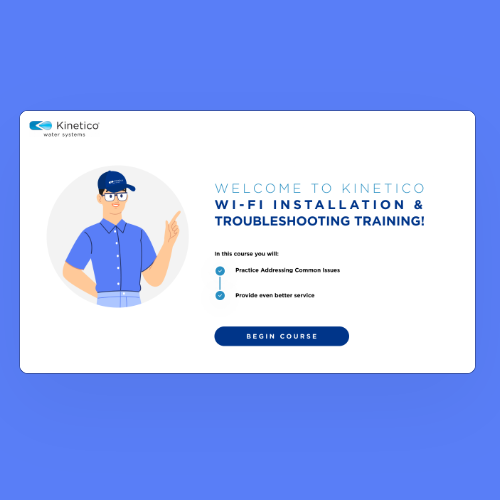 Kinetico®
water systems
WELCOME TO KINETICO
WI-FI INSTALLATION &
TROUBLESHOOTING TRAINING!
In this course you will:
Practice Addressing Common Issues
Provide even better service
BEGIN COURSE